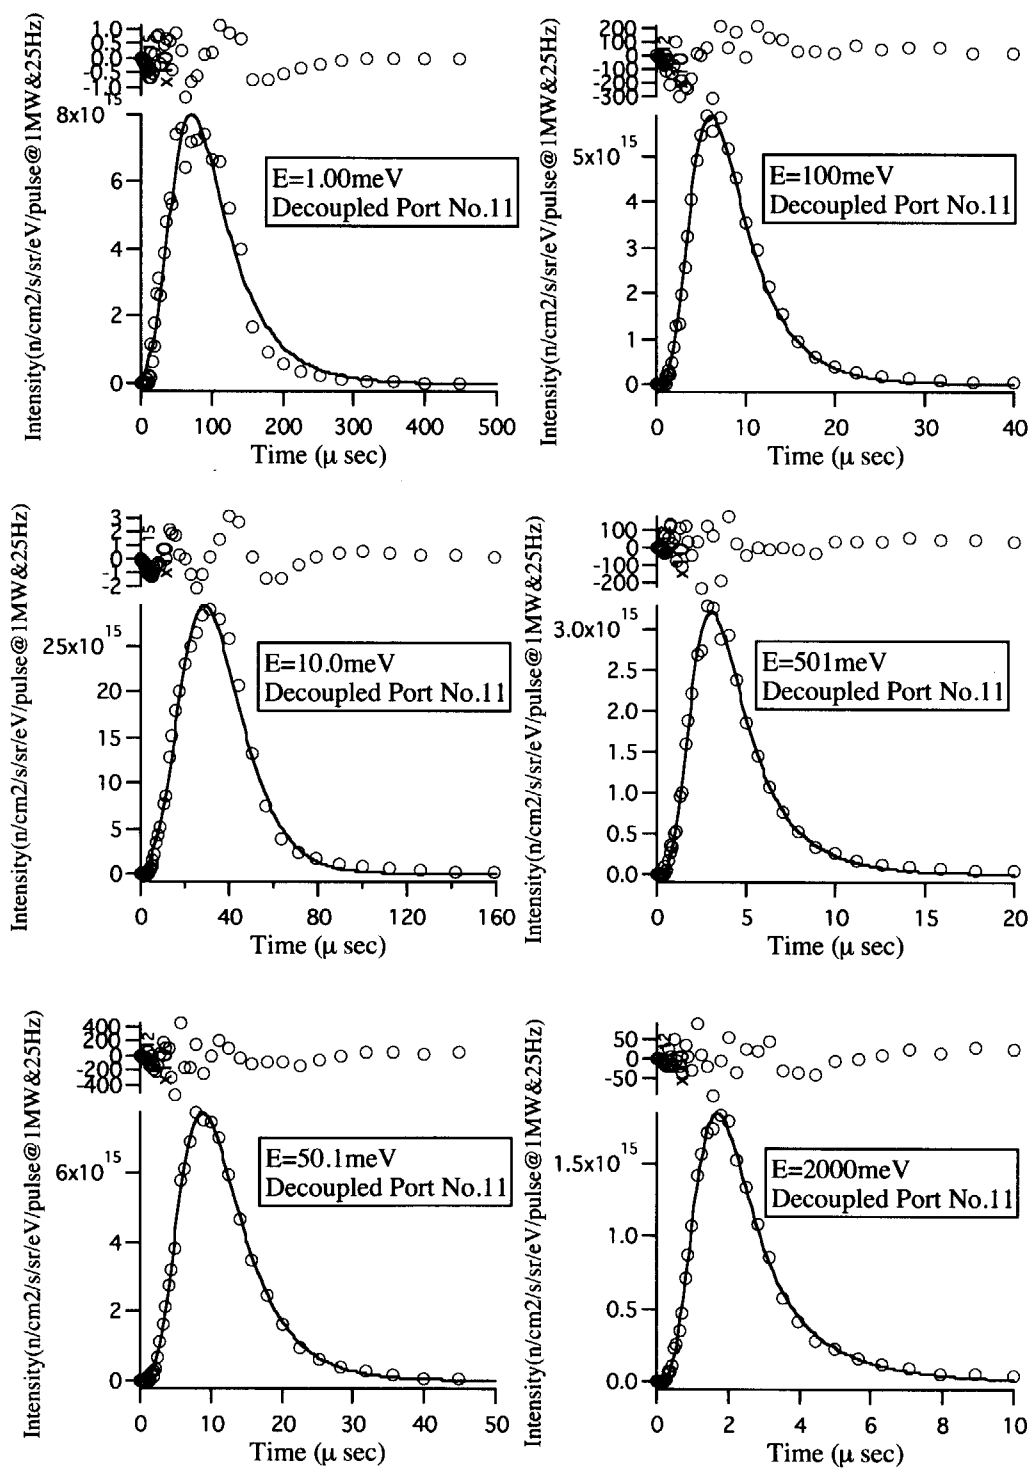 Intensity(n/cm2/s/sr/eV/pulse@1MW&25Hz)
1.0
0.5
0.0
-0.5
-1.0
15
8x10
6
4
2
0
E=1.00meV
Decoupled Port No.11
0 100 200 300 400 500
Time (μ sec)
Intensity(n/cm2/s/sr/eV/pulse@1MW&25Hz)
200
100
0
-100
-200
-300
12
5x10 15
4
3
2
1
0
E=100meV
Decoupled Port No.11
0 10 20 30 40
Time (μ sec)
Intensity(n/cm2/s/sr/eV/pulse@1MW&25Hz)
3
2
1
0
-1
-2
x10 15
25x10 15
20
15
10
5
0
E=10.0meV
Decoupled Port No.11
0 40 80 120 160
Time (μ sec)
Intensity(n/cm2/s/sr/eV/pulse@1MW&25Hz)
100
0
-100
-200
3.0x10 15
2.5
2.0
1.5
1.0
0.5
0.0
E=501meV
Decoupled Port No.11
0 5 10 15 20
Time (μ sec)
Intensity(n/cm2/s/sr/eV/pulse@1MW&25Hz)
400
200
0
-200
-400
12
6x10 15
4
2
0
E=50.1meV
Decoupled Port No.11
0 10 20 30 40 50
Time (μ sec)
Intensity(n/cm2/s/sr/eV/pulse@1MW&25Hz)
50
0
-50
12
1.5x10 15
1.0
0.5
0.0
E=2000meV
Decoupled Port No.11
0 2 4 6 8 10
Time (μ sec)